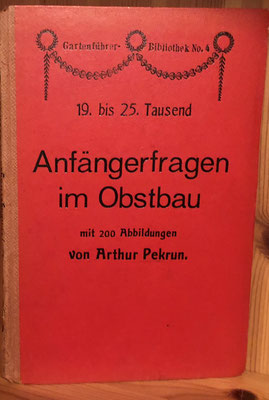 Gartenführer- Bibliothek No. 4
19. bis 25. Tausend
Anfängerfragen
im Obstbau
mit 200 Abbildungen
von Arthur Pekrun.